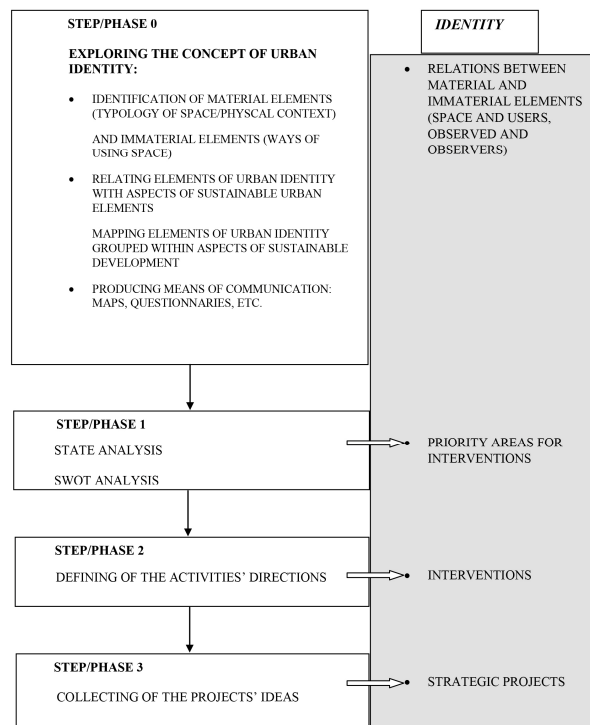 STEP/PHASE 0
EXPLORING THE CONCEPT OF URBAN
IDENTITY:
• IDENTIFICATION OF MATERIAL ELEMENTS
(TYPOLOGY OF SPACE/PHYSCAL CONTEXT)
AND IMMATERIAL ELEMENTS (WAYS OF
USING SPACE)
• RELATING ELEMENTS OF URBAN IDENTITY
WITH ASPECTS OF SUSTAINABLE URBAN
ELEMENTS
MAPPING ELEMENTS OF URBAN IDENTITY
GROUPED WITHIN ASPECTS OF SUSTAINABLE
DEVELOPMENT
• PRODUCING MEANS OF COMMUNICATION:
MAPS, QUESTIONNARIES, ETC.
IDENTITY
• RELATIONS BETWEEN
MATERIAL AND
IMMATERIAL ELEMENTS
(SPACE AND USERS,
OBSERVED AND
OBSERVERS)
STEP/PHASE 1
STATE ANALYSIS
SWOT ANALYSIS
• PRIORITY AREAS FOR
INTERVENTIONS
STEP/PHASE 2
DEFINING OF THE ACTIVITIES’ DIRECTIONS
• INTERVENTIONS
STEP/PHASE 3
COLLECTING OF THE PROJECTS’ IDEAS
• STRATEGIC PROJECTS